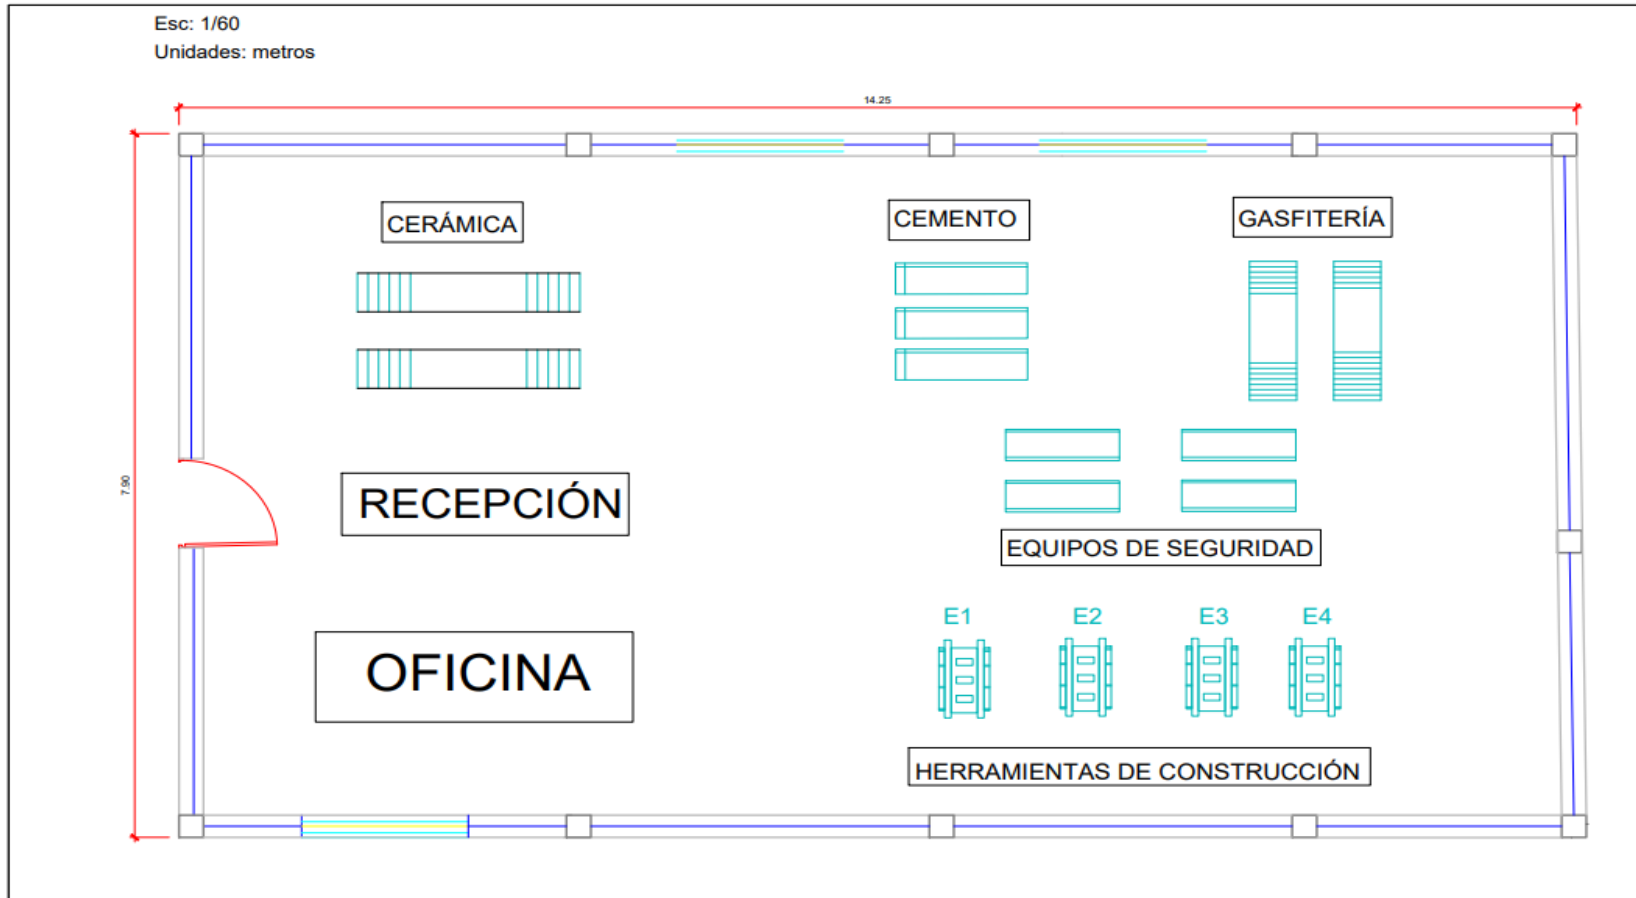 Esc: 1/60
Unidades: metros
14.25
CERÁMICA
CEMENTO
GASFITERÍA
7.90
RECEPCIÓN
EQUIPOS DE SEGURIDAD
E1
E2
E3
E4
OFICINA
HERRAMIENTAS DE CONSTRUCCIÓN